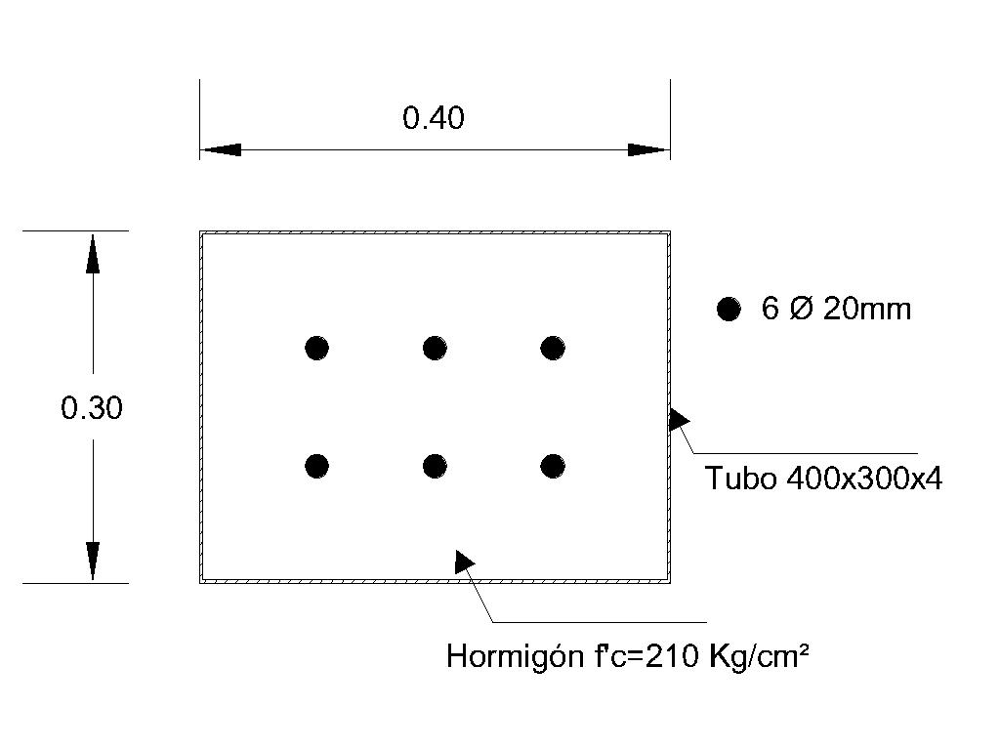 0.40
6 Ø 20mm
0.30
Tubo 400x300x4
Hormigón f'c=210 Kg/cm²